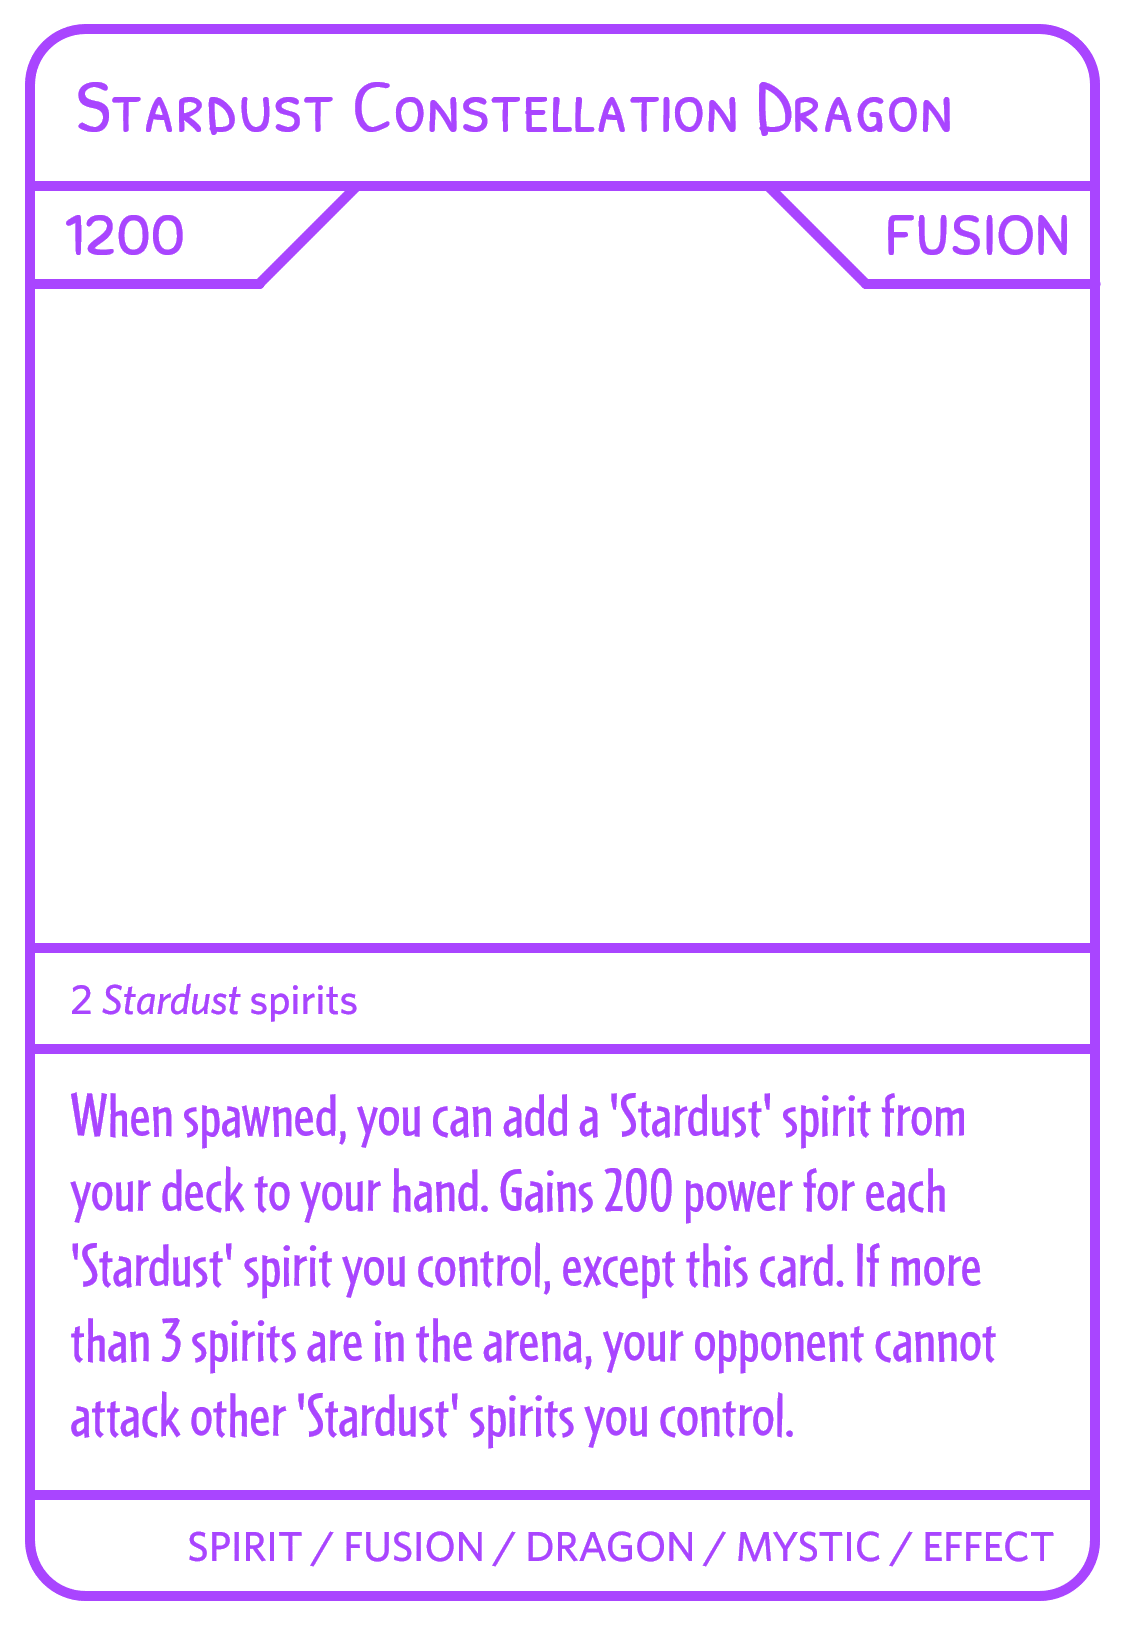 Stardust Constellation Dragon
1200
FUSION
2 Stardust spirits
When spawned, you can add a 'Stardust' spirit from
your deck to your hand. Gains 200 power for each
'Stardust' spirit you control, except this card. If more
than 3 spirits are in the arena, your opponent cannot
attack other 'Stardust' spirits you control.
SPIRIT / FUSION / DRAGON / MYSTIC / EFFECT